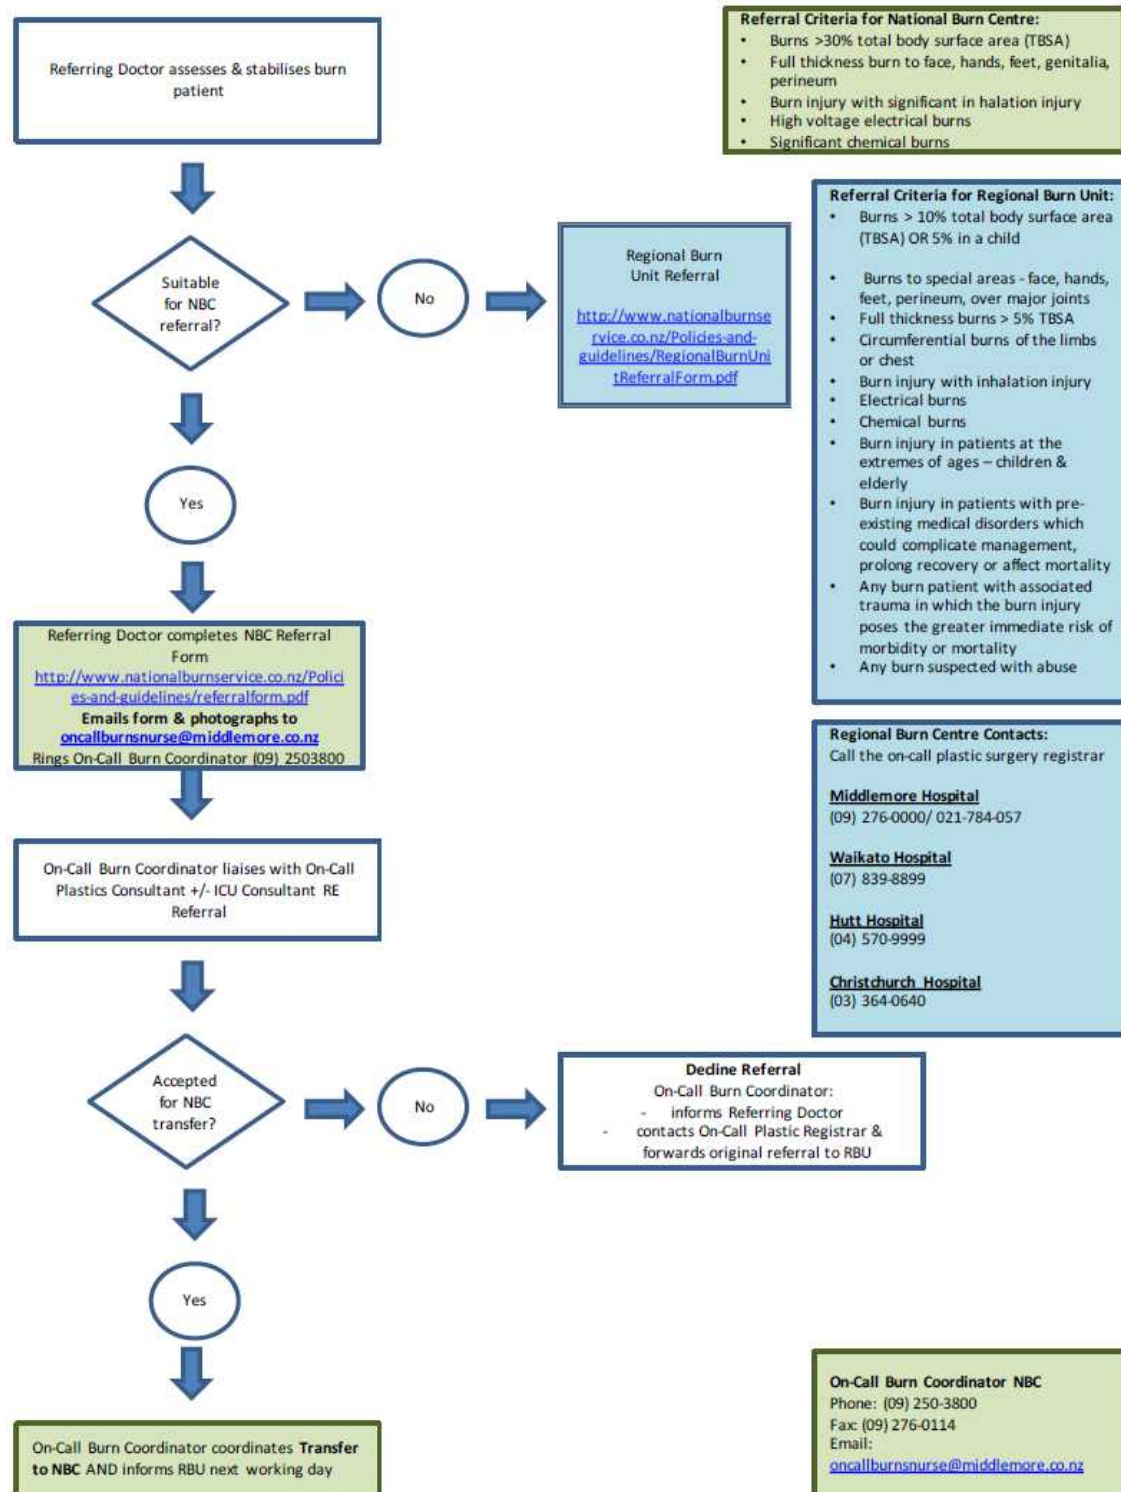 Referring Doctor assesses & stabilises burn
patient
Referral Criteria for National Burn Centre:
• Burns >30% total body surface area (TBSA)
• Full thickness burn to face, hands, feet, genitalia,
perineum
• Burn injury with significant in halation injury
• High voltage electrical burns
• Significant chemical burns
Suitable
for NBC
referral?
No
Regional Burn
Unit Referral
http://www.nationalburnse
rvice.co.nz/Policies-and-
guidelines/RegionalBurnUni
tReferralForm.pdf
Referral Criteria for Regional Burn Unit:
• Burns > 10% total body surface area
(TBSA) OR 5% in a child
• Burns to special areas - face, hands,
feet, perineum, over major joints
• Full thickness burns > 5% TBSA
• Circumferential burns of the limbs
or chest
• Burn injury with inhalation injury
• Electrical burns
• Chemical burns
• Burn injury in patients at the
extremes of ages – children &
elderly
• Burn injury in patients with pre-
existing medical disorders which
could complicate management,
prolong recovery or affect mortality
• Any burn patient with associated
trauma in which the burn injury
poses the greater immediate risk of
morbidity or mortality
• Any burn suspected with abuse
Yes
Referring Doctor completes NBC Referral
Form
http://www.nationalburnservice.co.nz/Polici
es-and-guidelines/referralform.pdf
Emails form & photographs to
oncallburnsnurse@middlemore.co.nz
Rings On-Call Burn Coordinator (09) 2503800
Regional Burn Centre Contacts:
Call the on-call plastic surgery registrar
Middlemore Hospital
(09) 276-0000/ 021-784-057
Waikato Hospital
(07) 839-8899
Hutt Hospital
(04) 570-9999
Christchurch Hospital
(03) 364-0640
On-Call Burn Coordinator liaises with On-Call
Plastics Consultant +/- ICU Consultant RE
Referral
Accepted
for NBC
transfer?
No
Decline Referral
On-Call Burn Coordinator:
- informs Referring Doctor
- contacts On-Call Plastic Registrar &
forwards original referral to RBU
Yes
On-Call Burn Coordinator coordinates Transfer
to NBC AND informs RBU next working day
On-Call Burn Coordinator NBC
Phone: (09) 250-3800
Fax: (09) 276-0114
Email:
oncallburnsnurse@middlemore.co.nz